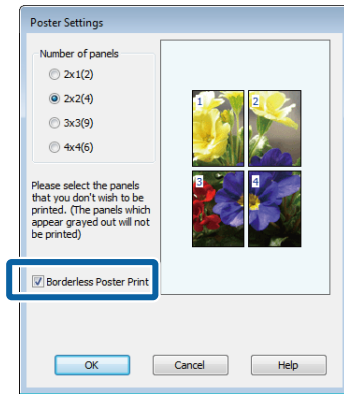 Poster Settings
Number of panels
2x1(2)
2x2(4)
3x3(9)
4x4(6)
Please select the panels
that you don't wish to be
printed. (The panels which
appear grayed out will not
be printed)
Borderless Poster Print
1
2
3
4
OK
Cancel
Help